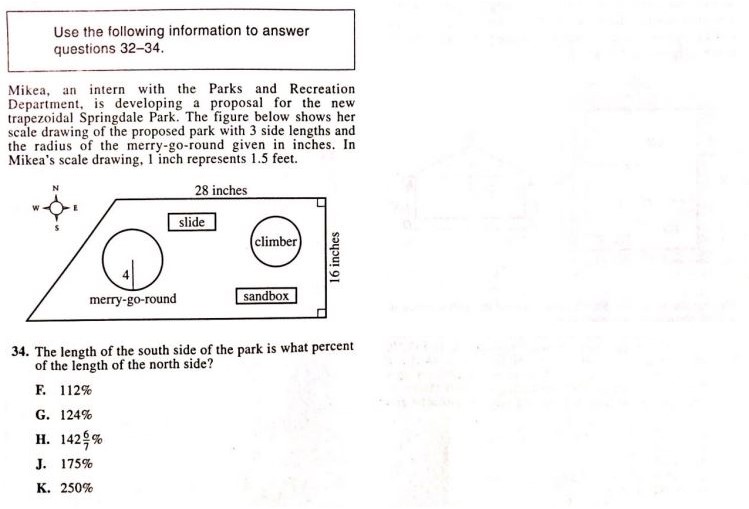 Use the following information to answer
questions 32–34.
Mikea, an intern with the Parks and Recreation
Department, is developing a proposal for the new
trapezoidal Springdale Park. The figure below shows her
scale drawing of the proposed park with 3 side lengths and
the radius of the merry-go-round given in inches. In
Mikea's scale drawing, 1 inch represents 1.5 feet.
N
W E
S
28 inches
slide
climber
16 inches
4
merry-go-round
sandbox
34. The length of the south side of the park is what percent
of the length of the north side?
F. 112%
G. 124%
H. 142 6/7 %
J. 175%
K. 250%